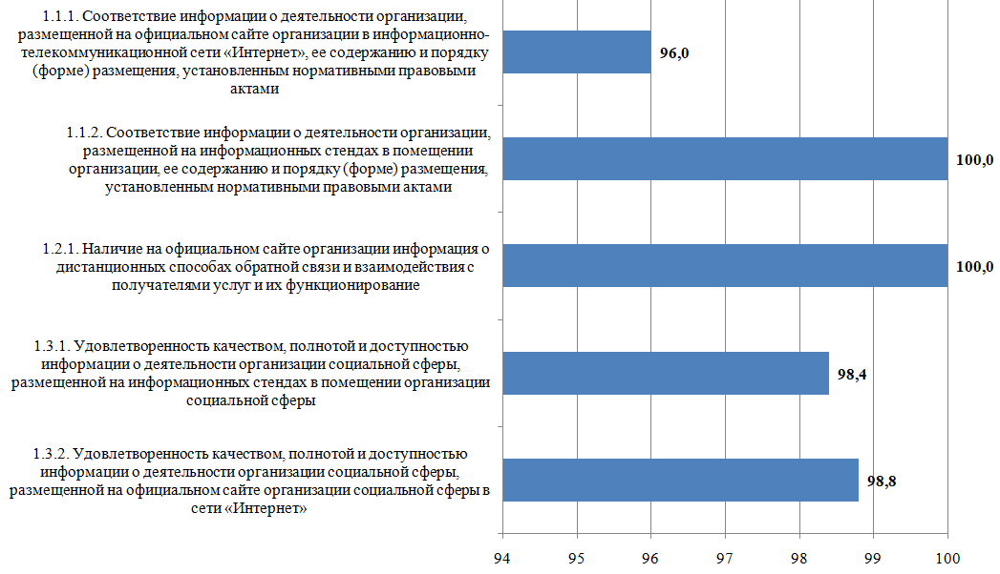 1.1.1. Соответствие информации о деятельности организации,
размещенной на официальном сайте организации в информационно-
телекоммуникационной сети «Интернет», ее содержанию и порядку
(форме) размещения, установленным нормативными правовыми
актами
96,0
1.1.2. Соответствие информации о деятельности организации,
размещенной на информационных стендах в помещении
организации, ее содержанию и порядку (форме) размещения,
установленным нормативными правовыми актами
100,0
1.2.1. Наличие на официальном сайте организации информация о
дистанционных способах обратной связи и взаимодействия с
получателями услуг и их функционирование
100,0
1.3.1. Удовлетворенность качеством, полнотой и доступностью
информации о деятельности организации социальной сферы,
размещенной на информационных стендах в помещении организации
социальной сферы
98,4
1.3.2. Удовлетворенность качеством, полнотой и доступностью
информации о деятельности организации социальной сферы,
размещенной на официальном сайте организации социальной сферы в
сети «Интернет»
98,8
94 95 96 97 98 99 100